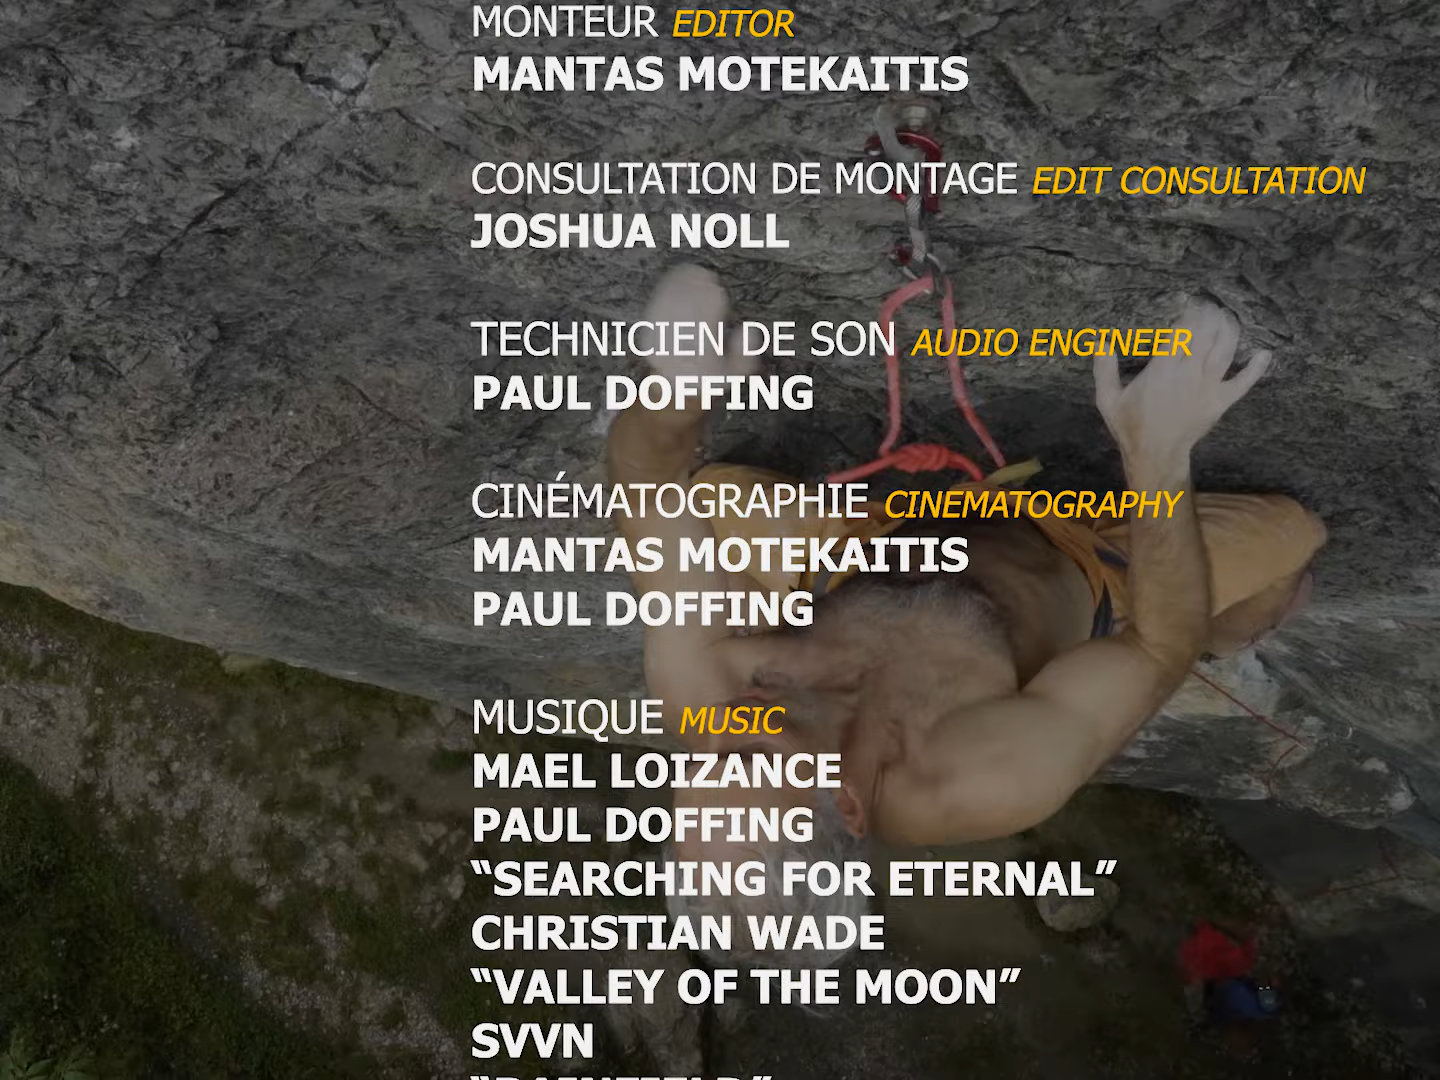 MONTEUR EDITOR
MANTAS MOTEKAITIS
CONSULTATION DE MONTAGE EDIT CONSULTATION
JOSHUA NOLL
TECHNICIEN DE SON AUDIO ENGINEER
PAUL DOFFING
CINÉMATOGRAPHIE CINEMATOGRAPHY
MANTAS MOTEKAITIS
PAUL DOFFING
MUSIQUE MUSIC
MAEL LOIZANCE
PAUL DOFFING
“SEARCHING FOR ETERNAL”
CHRISTIAN WADE
“VALLEY OF THE MOON”
SVVN